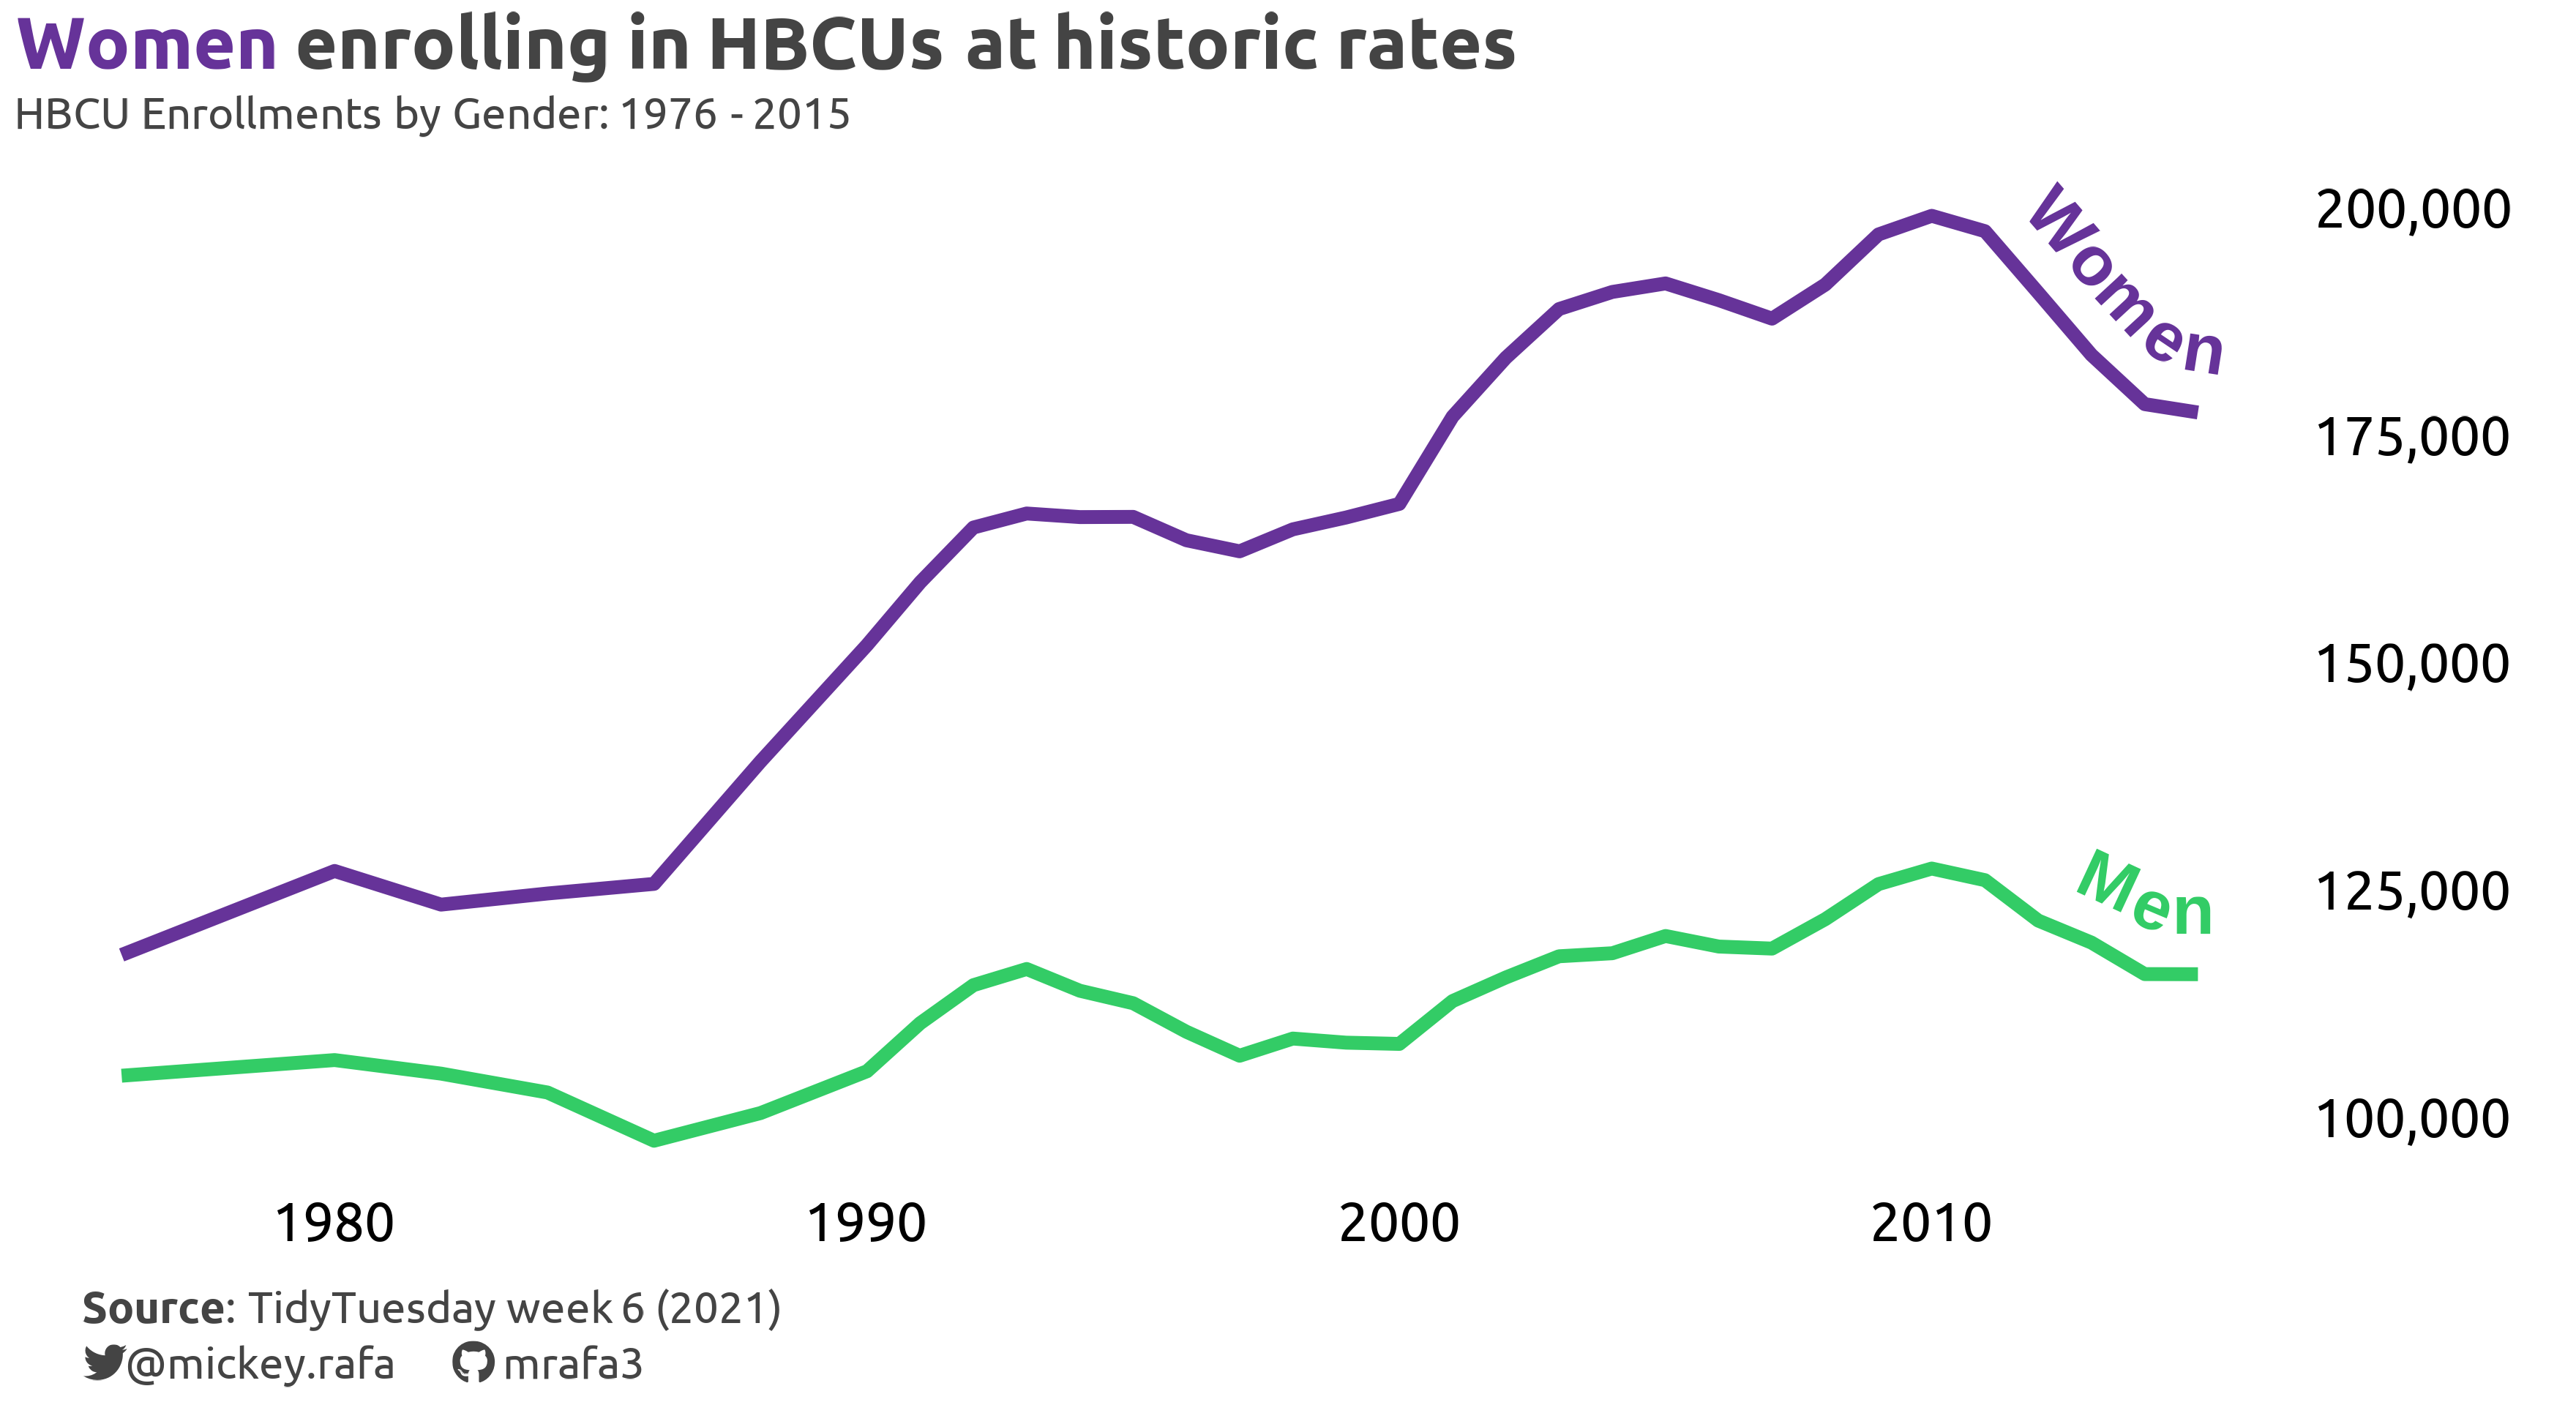 Women enrolling in HBCUs at historic rates
HBCU Enrollments by Gender: 1976 - 2015
Women
200,000
175,000
150,000
Men
125,000
100,000
1980 1990 2000 2010
Source: TidyTuesday week 6 (2021)
@mickey.rafa mrafa3